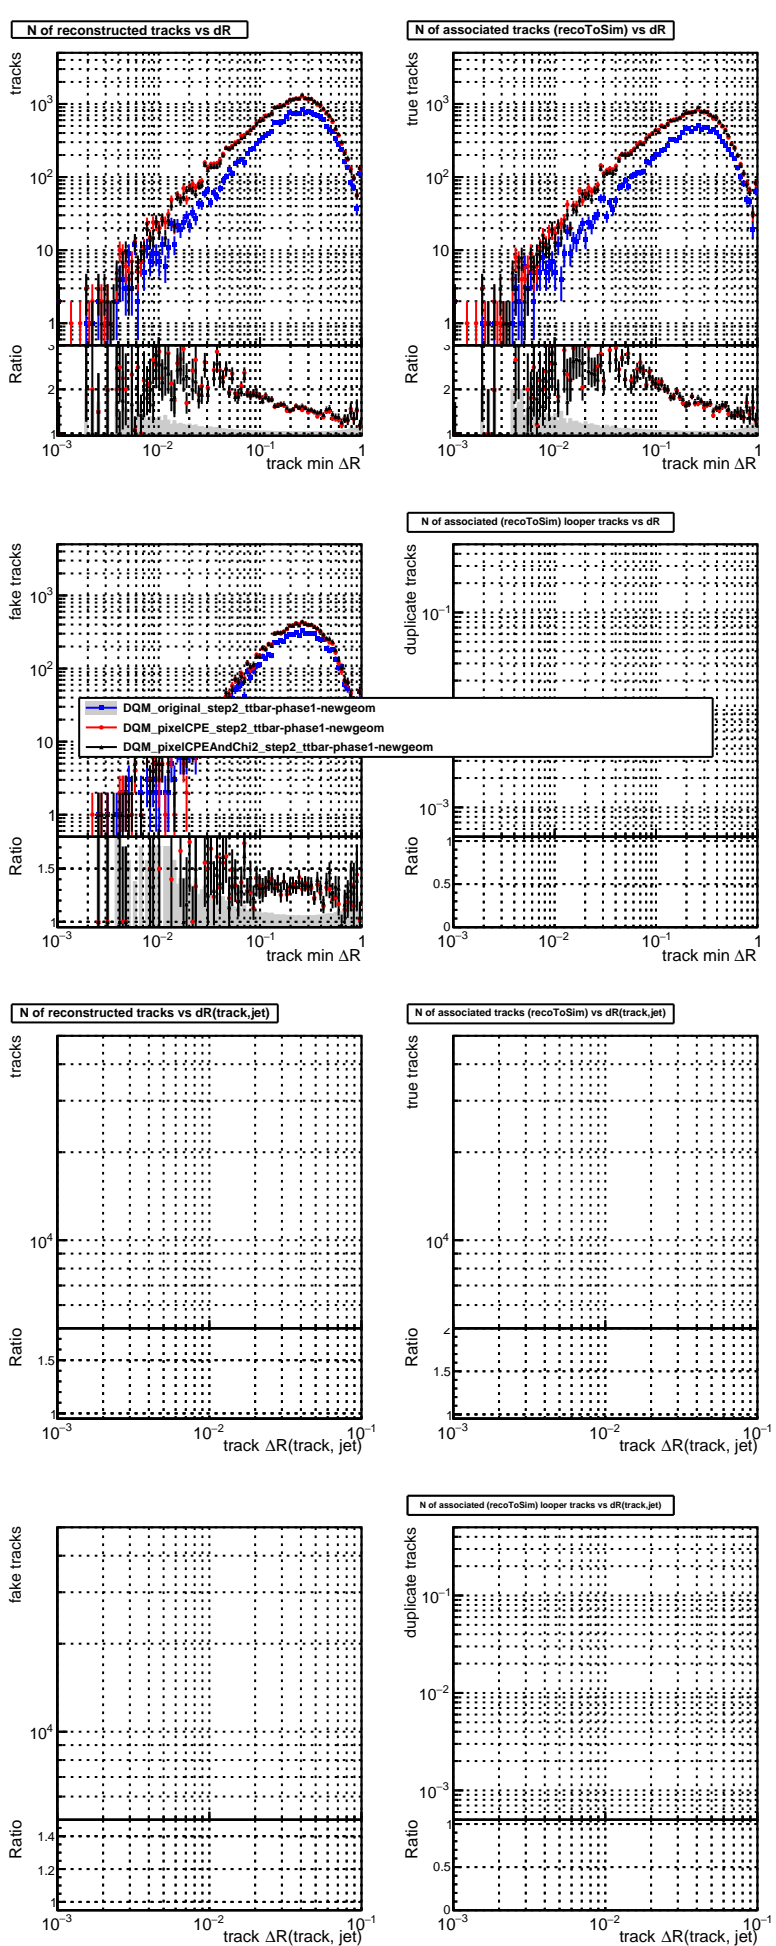 N of reconstructed tracks vs dR
tracks
10³
10²
10
1
Ratio
3
2
1
10⁻³ 10⁻² 10⁻¹ 1
track min ΔR
N of associated tracks (recoToSim) vs dR
true tracks
10³
10²
10
1
Ratio
3
2
1
10⁻³ 10⁻² 10⁻¹ 1
track min ΔR
fake tracks
10³
10²
10
1
Ratio
1.5
1
10⁻³ 10⁻² 10⁻¹ 1
track min ΔR
N of associated (recoToSim) looper tracks vs dR
duplicate tracks
10⁻¹
10⁻³
Ratio
1
0.5
0
10⁻³ 10⁻² 10⁻¹ 1
track min ΔR
DQM_original_step2_ttbar-phase1-newgeom
DQM_pixelCPE_step2_ttbar-phase1-newgeom
DQM_pixelCPEAndChi2_step2_ttbar-phase1-newgeom
N of reconstructed tracks vs dR(track,jet)
tracks
10⁴
Ratio
1.5
1
10⁻³ 10⁻² 10⁻¹
track ΔR(track, jet)
N of associated tracks (recoToSim) vs dR(track,jet)
true tracks
10⁴
Ratio
2
1.5
1
10⁻³ 10⁻² 10⁻¹
track ΔR(track, jet)
fake tracks
10⁴
Ratio
1.4
1.2
1
10⁻³ 10⁻² 10⁻¹
track ΔR(track, jet)
N of associated (recoToSim) looper tracks vs dR(track,jet)
duplicate tracks
10⁻¹
10⁻²
10⁻³
Ratio
1
0.5
0
10⁻³ 10⁻² 10⁻¹
track ΔR(track, jet)